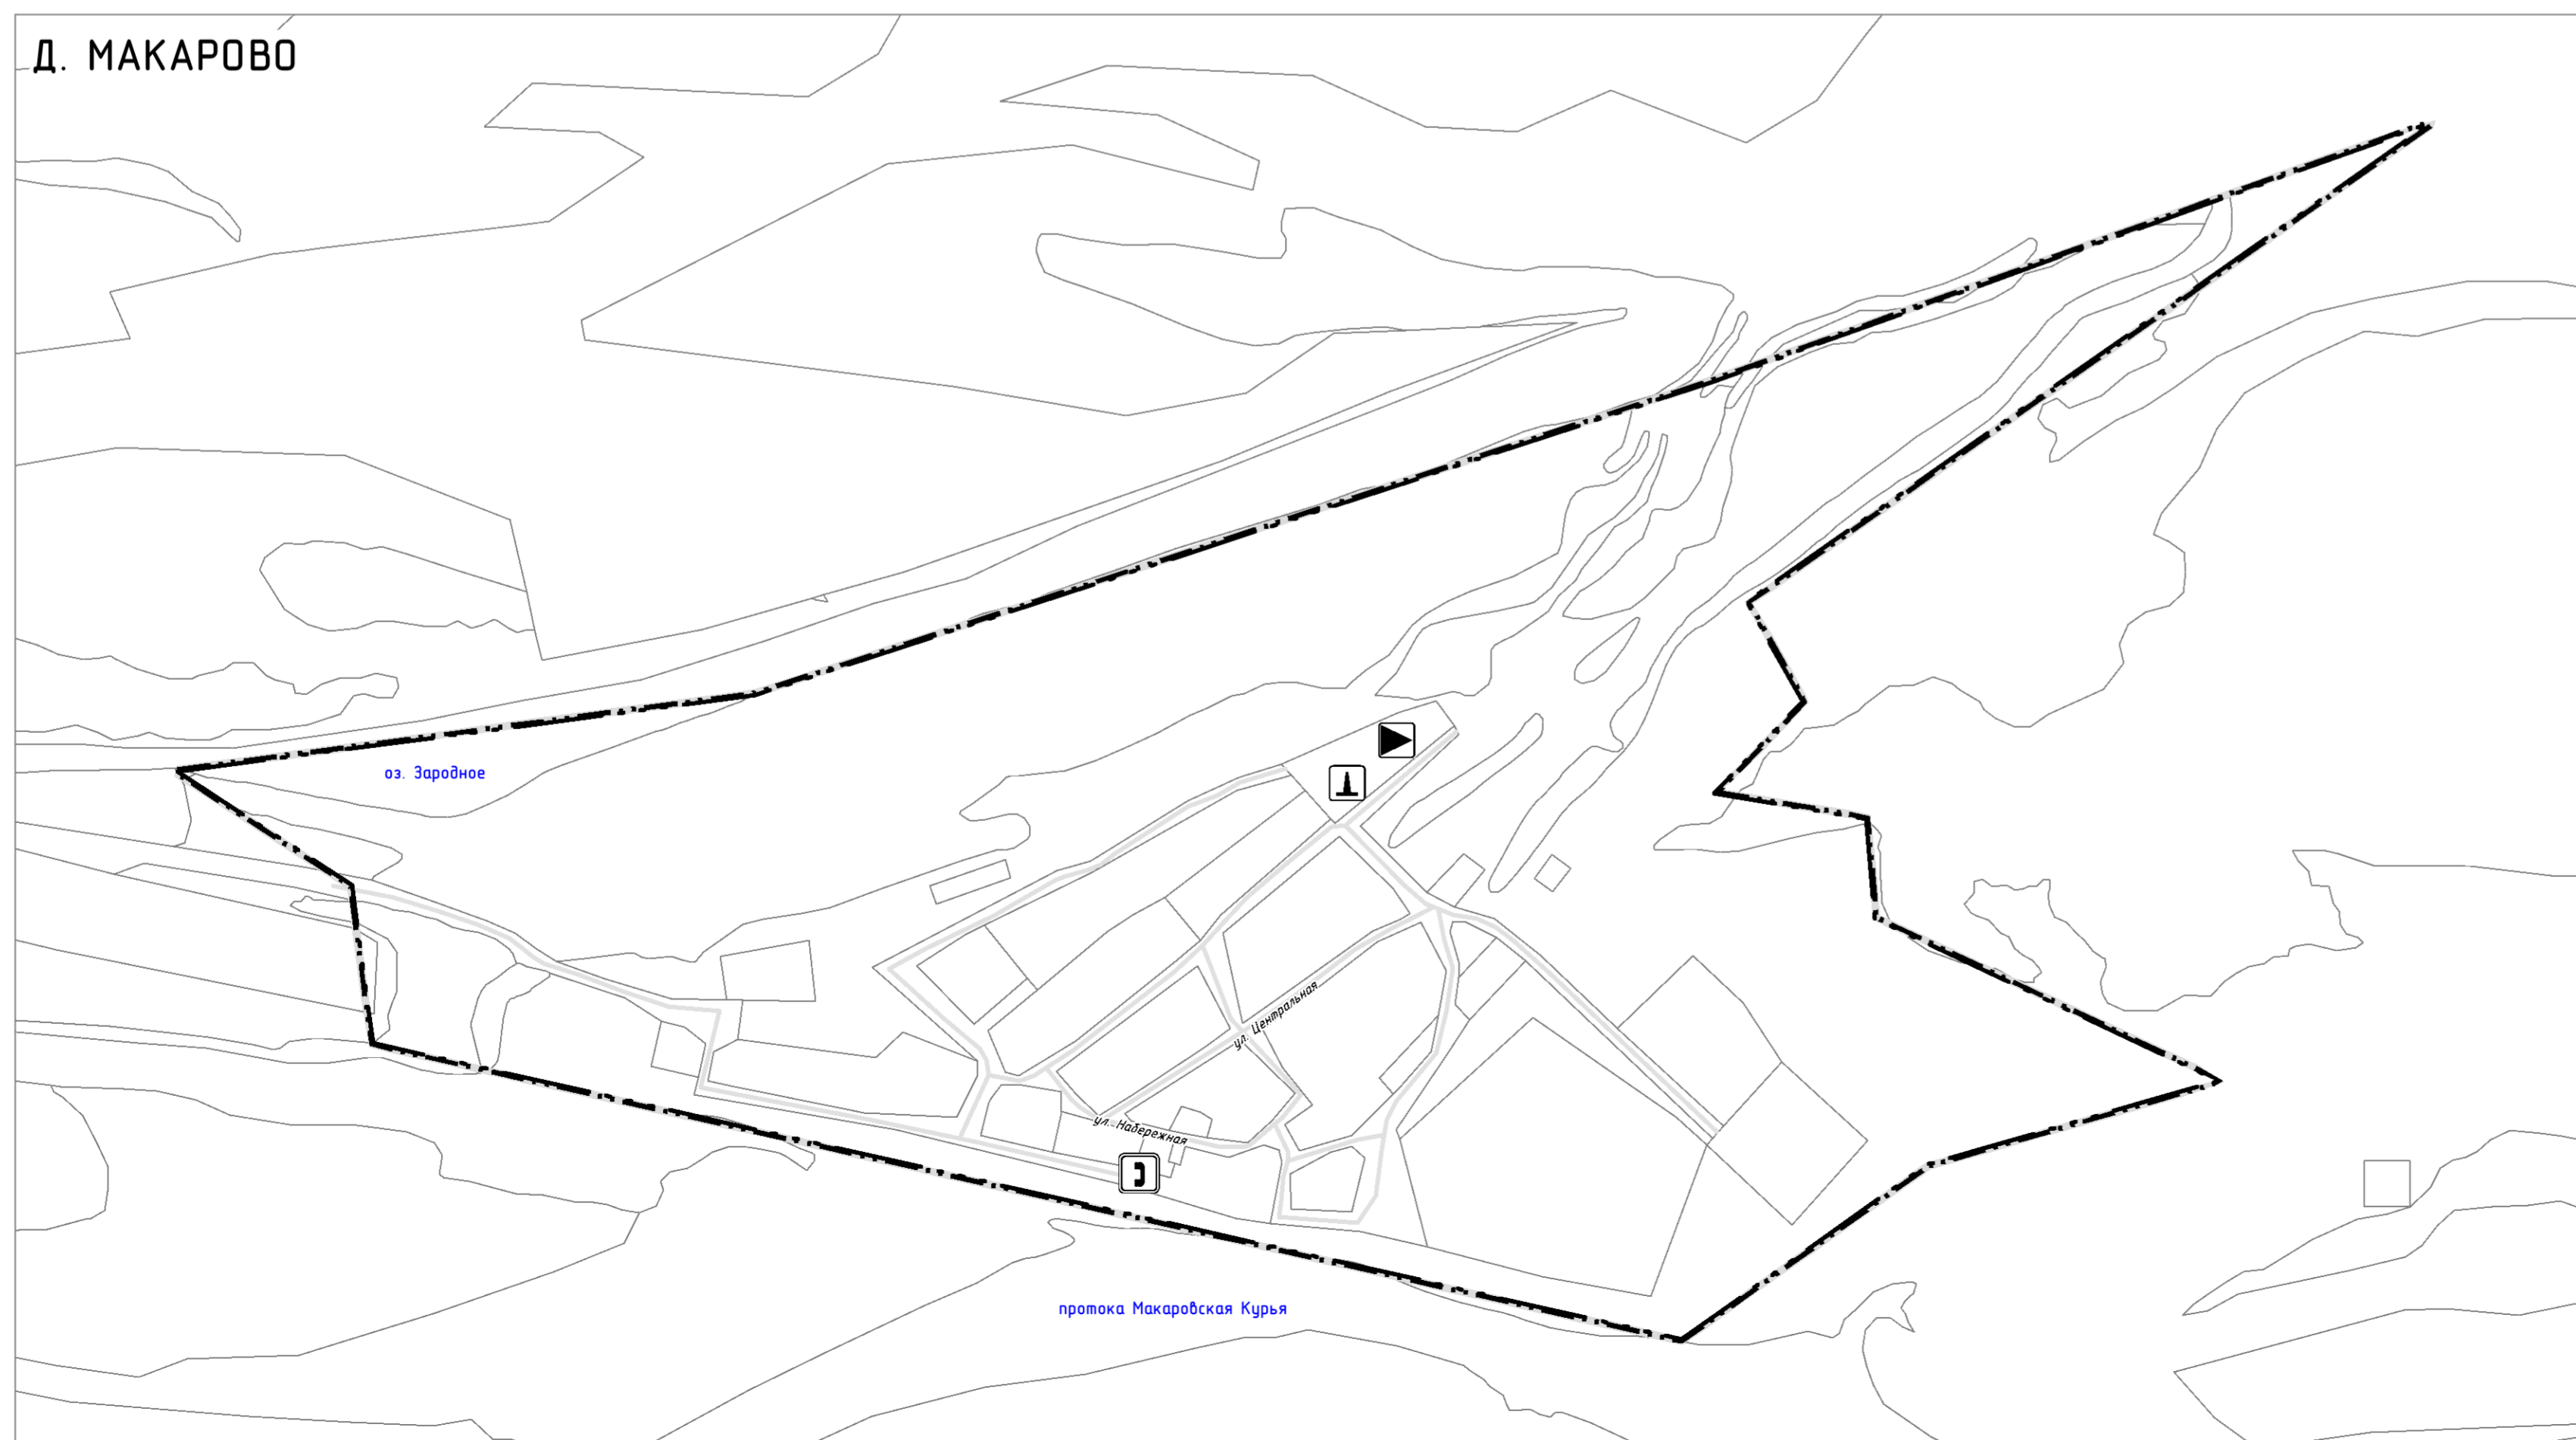 Д. МАКАРОВО
оз. Зародное
ул. Центральная
ул. Набережная
протока Макаровская Курья